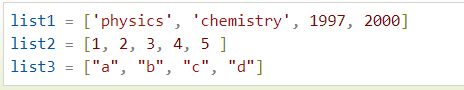 list1 = ['physics', 'chemistry', 1997, 2000]
list2 = [1, 2, 3, 4, 5 ]
list3 = ["a", "b", "c", "d"]